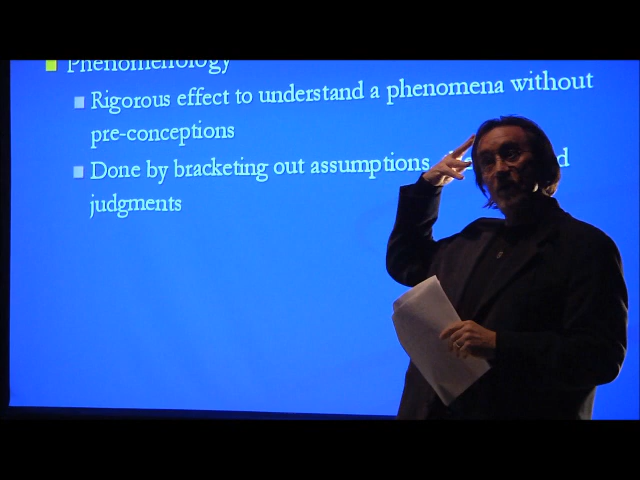 Phenomenology
Rigorous effect to understand a phenomena without
pre-conceptions
Done by bracketing out assumptions
judgments